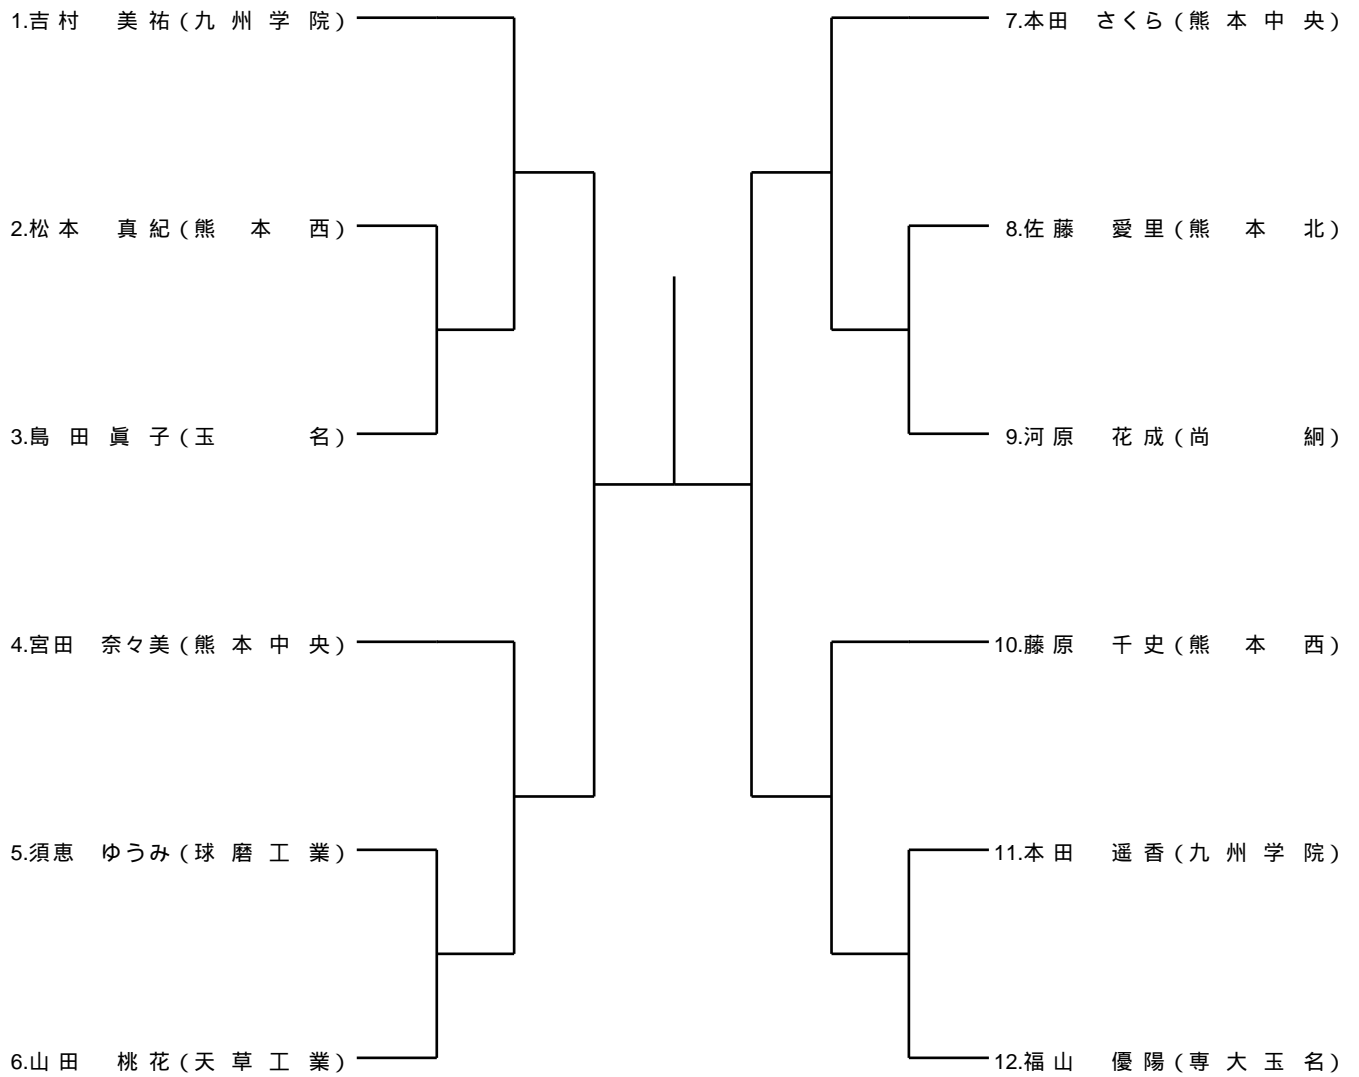 1.吉村 美祐(九州学院)
2.松本 真紀(熊本西)
3.島田眞子(玉名)
4.宮田 奈々美(熊本中央)
5.須恵 ゆうみ(球磨工業)
6.山田 桃花(天草工業)
7.本田 さくら(熊本中央)
8.佐藤 愛里(熊本北)
9.河原 花成(尚絅)
10.藤原 千史(熊本西)
11.本田 遥香(九州学院)
12.福山 優陽(専大玉名)